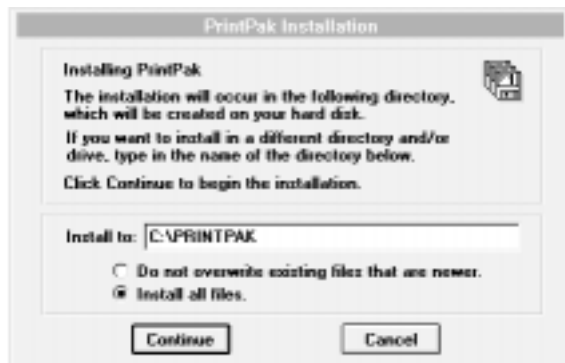 PrintPak Installation
Installing PrintPak
The installation will occur in the following directory,
which will be created on your hard disk.
If you want to install in a different directory and/or
drive, type in the name of the directory below.
Click Continue to begin the installation.
Install to: C:\PRINTPAK
Do not overwrite existing files that are newer.
Install all files.
Continue Cancel